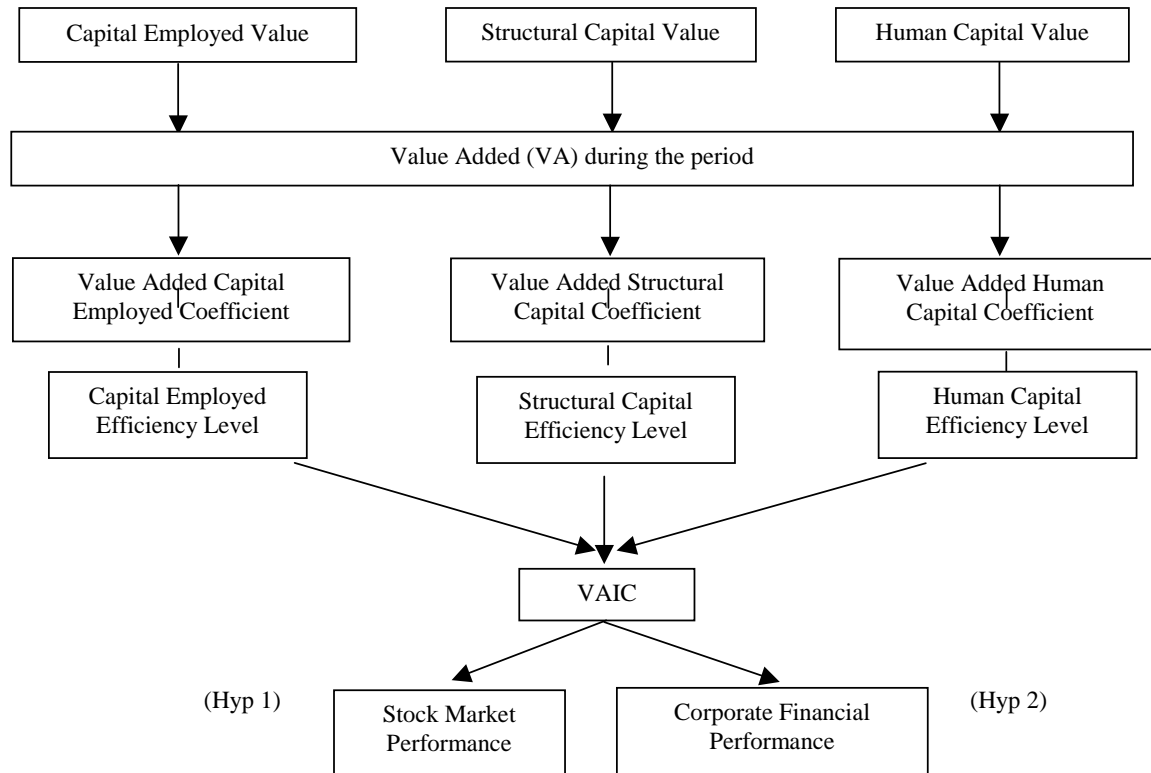 Capital Employed Value
Structural Capital Value
Human Capital Value
Value Added (VA) during the period
Value Added Capital
Employed Coefficient
Value Added Structural
Capital Coefficient
Value Added Human
Capital Coefficient
Capital Employed
Efficiency Level
Structural Capital
Efficiency Level
Human Capital
Efficiency Level
VAIC
(Hyp 1)
Stock Market
Performance
Corporate Financial
Performance
(Hyp 2)